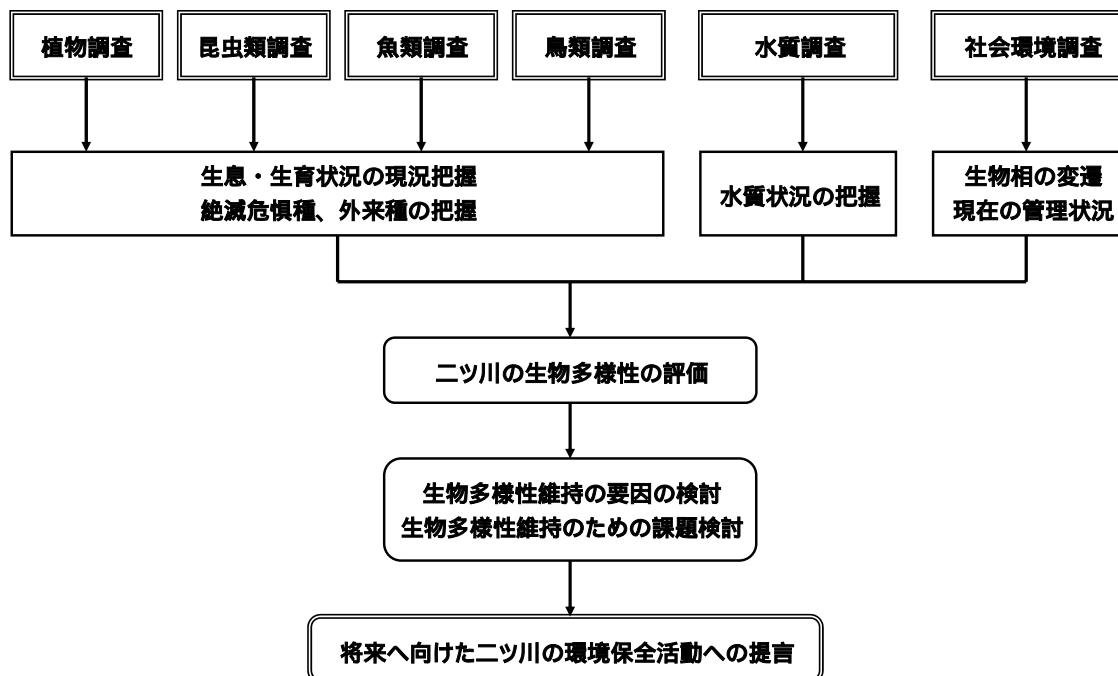 植物調査
昆虫類調査
魚類調査
鳥類調査
水質調査
社会環境調査
生息・生育状況の現況把握
絶滅危惧種、外来種の把握
水質状況の把握
生物相の変遷
現在の管理状況
二ツ川の生物多様性の評価
生物多様性維持の要因の検討
生物多様性維持のための課題検討
将来へ向けた二ツ川の環境保全活動への提言